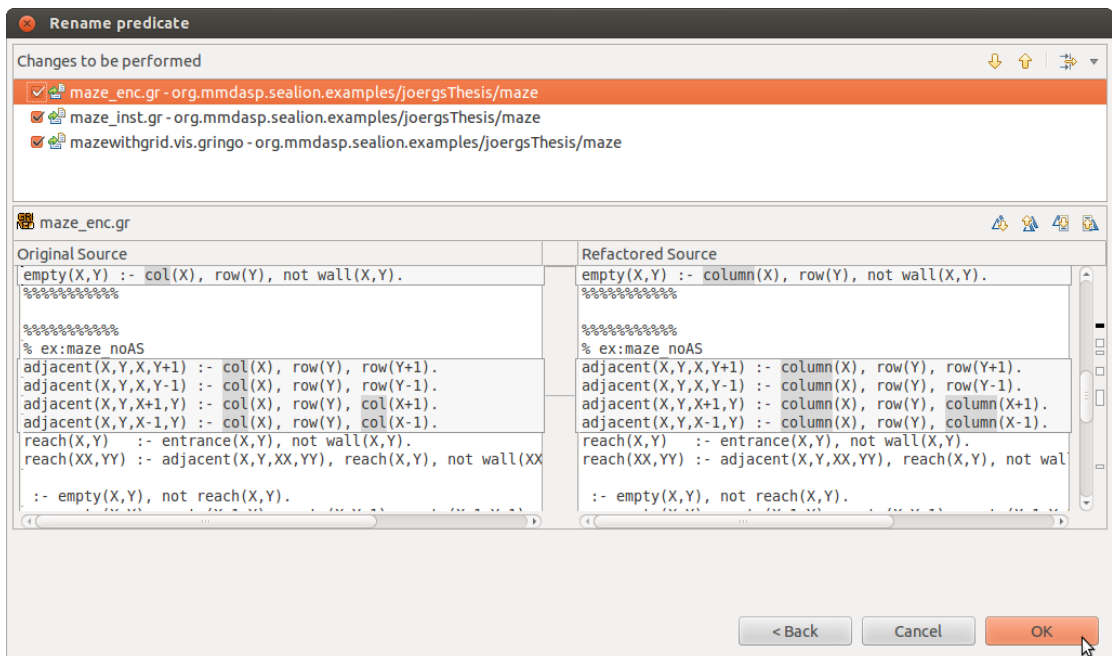 Rename predicate
Changes to be performed
maze_enc.gr - org.mmdasp.sealion.examples/joergsThesis/maze
maze_inst.gr - org.mmdasp.sealion.examples/joergsThesis/maze
mazewithgrid.vis.gringo - org.mmdasp.sealion.examples/joergsThesis/maze
maze_enc.gr
Original Source
empty(X,Y) :- col(X), row(Y), not wall(X,Y).
%%%%%%%%%%%
%%%%%%%%%%%
% ex:maze_noAS
adjacent(X,Y,X,Y+1) :- col(X), row(Y), row(Y+1).
adjacent(X,Y,X,Y-1) :- col(X), row(Y), row(Y-1).
adjacent(X,Y,X+1,Y) :- col(X), row(Y), col(X+1).
adjacent(X,Y,X-1,Y) :- col(X), row(Y), col(X-1).
reach(X,Y)   :- entrance(X,Y), not wall(X,Y).
reach(XX,YY) :- adjacent(X,Y,XX,YY), reach(X,Y), not wall(XX
:- empty(X,Y), not reach(X,Y).
Refactored Source
empty(X,Y) :- column(X), row(Y), not wall(X,Y).
%%%%%%%%%%%
%%%%%%%%%%%
% ex:maze_noAS
adjacent(X,Y,X,Y+1) :- column(X), row(Y), row(Y+1).
adjacent(X,Y,X,Y-1) :- column(X), row(Y), row(Y-1).
adjacent(X,Y,X+1,Y) :- column(X), row(Y), column(X+1).
adjacent(X,Y,X-1,Y) :- column(X), row(Y), column(X-1).
reach(X,Y)   :- entrance(X,Y), not wall(X,Y).
reach(XX,YY) :- adjacent(X,Y,XX,YY), reach(X,Y), not wal
:- empty(X,Y), not reach(X,Y).
< Back
Cancel
OK